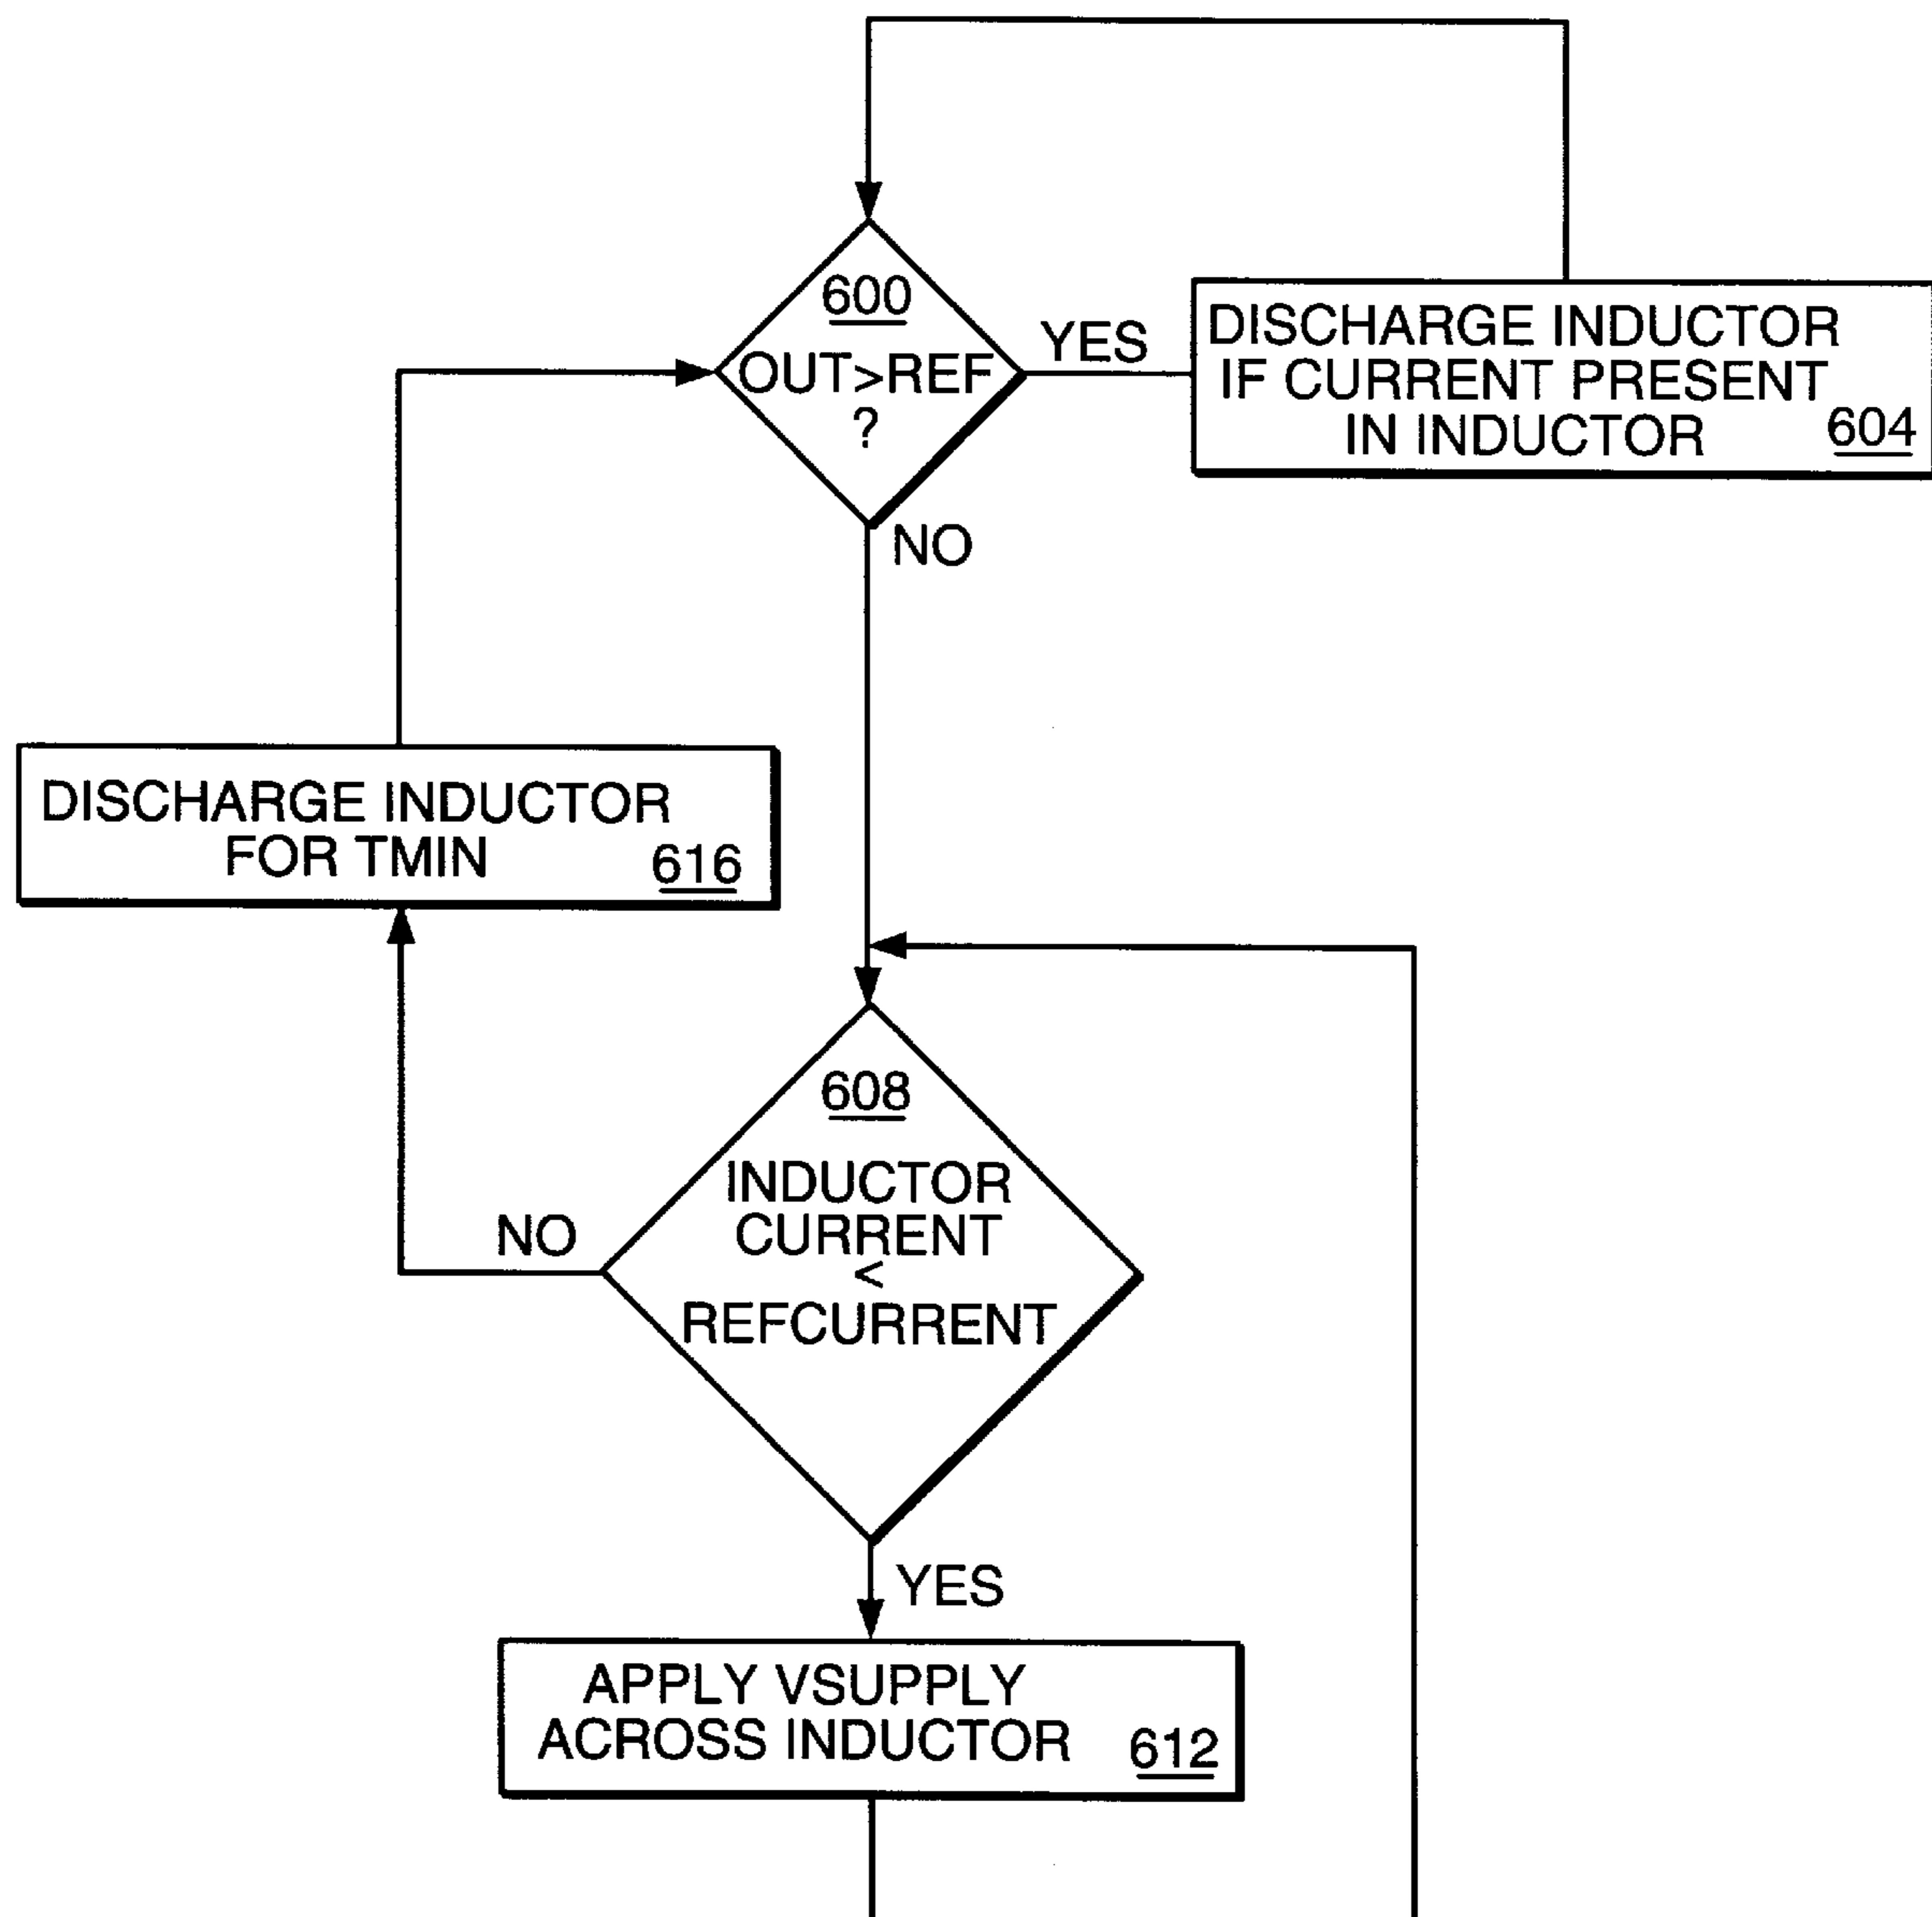 600
OUT>REF
?
YES
DISCHARGE INDUCTOR
IF CURRENT PRESENT
IN INDUCTOR 604
NO
DISCHARGE INDUCTOR
FOR TMIN 616
608
INDUCTOR
CURRENT
<
REFCURRENT
NO
YES
APPLY VSUPPLY
ACROSS INDUCTOR 612